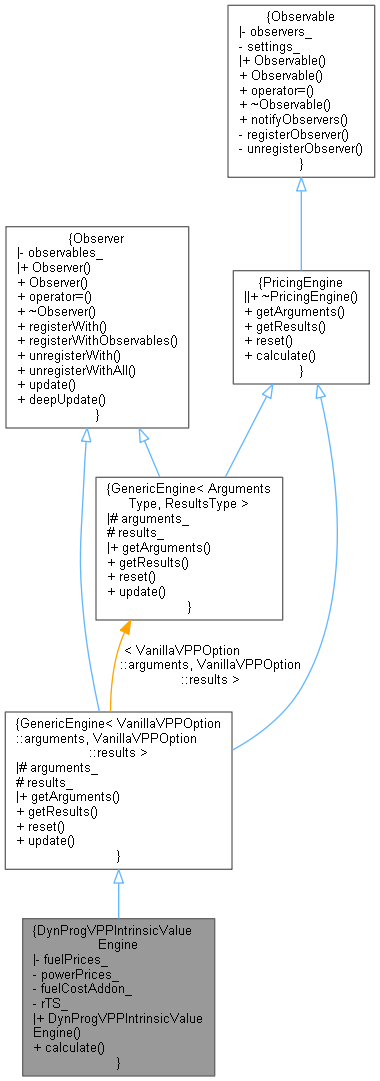 {Observable
|- observers_
- settings_
|+ Observable()
+ Observable()
+ operator=()
+ ~Observable()
+ notifyObservers()
- registerObserver()
- unregisterObserver()
}
{Observer
|- observables_
|+ Observer()
+ Observer()
+ operator=()
+ ~Observer()
+ registerWith()
+ registerWithObservables()
+ unregisterWith()
+ unregisterWithAll()
+ update()
+ deepUpdate()
}
{PricingEngine
||+ ~PricingEngine()
+ getArguments()
+ getResults()
+ reset()
+ calculate()
}
{GenericEngine< Arguments
Type, ResultsType >
|# arguments_
# results_
|+ getArguments()
+ getResults()
+ reset()
+ update()
}
< VanillaVPPOption
::arguments, VanillaVPPOption
::results >
{GenericEngine< VanillaVPPOption
::arguments, VanillaVPPOption
::results >
|# arguments_
# results_
|+ getArguments()
+ getResults()
+ reset()
+ update()
}
{DynProgVPPIntrinsicValue
Engine
|- fuelPrices_
- powerPrices_
- fuelCostAddon_
- rTS_
|+ DynProgVPPIntrinsicValue
Engine()
+ calculate()
}